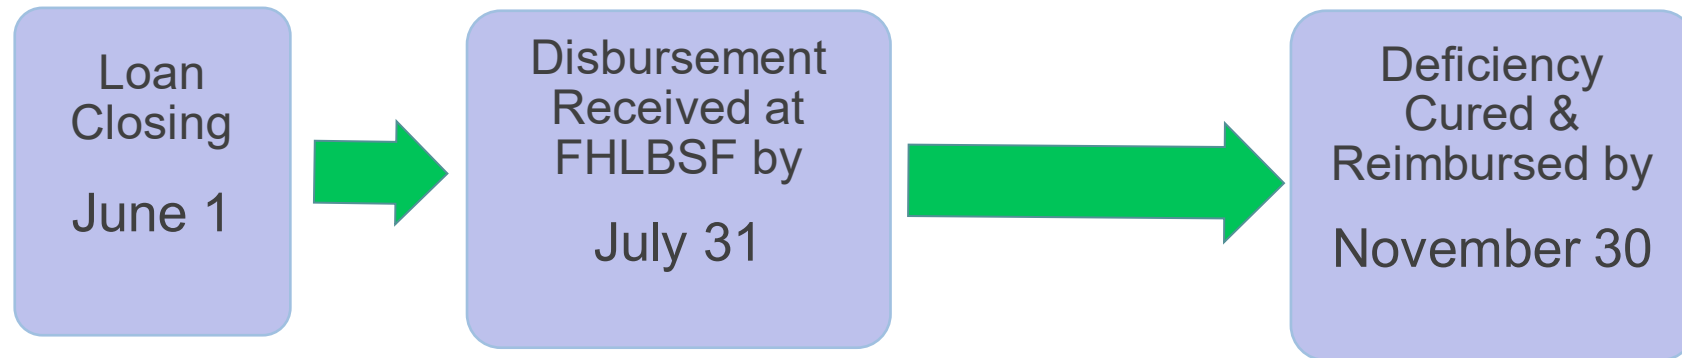 Loan
Closing
June 1
Disbursement
Received at
FHLBSF by
July 31
Deficiency
Cured &
Reimbursed by
November 30